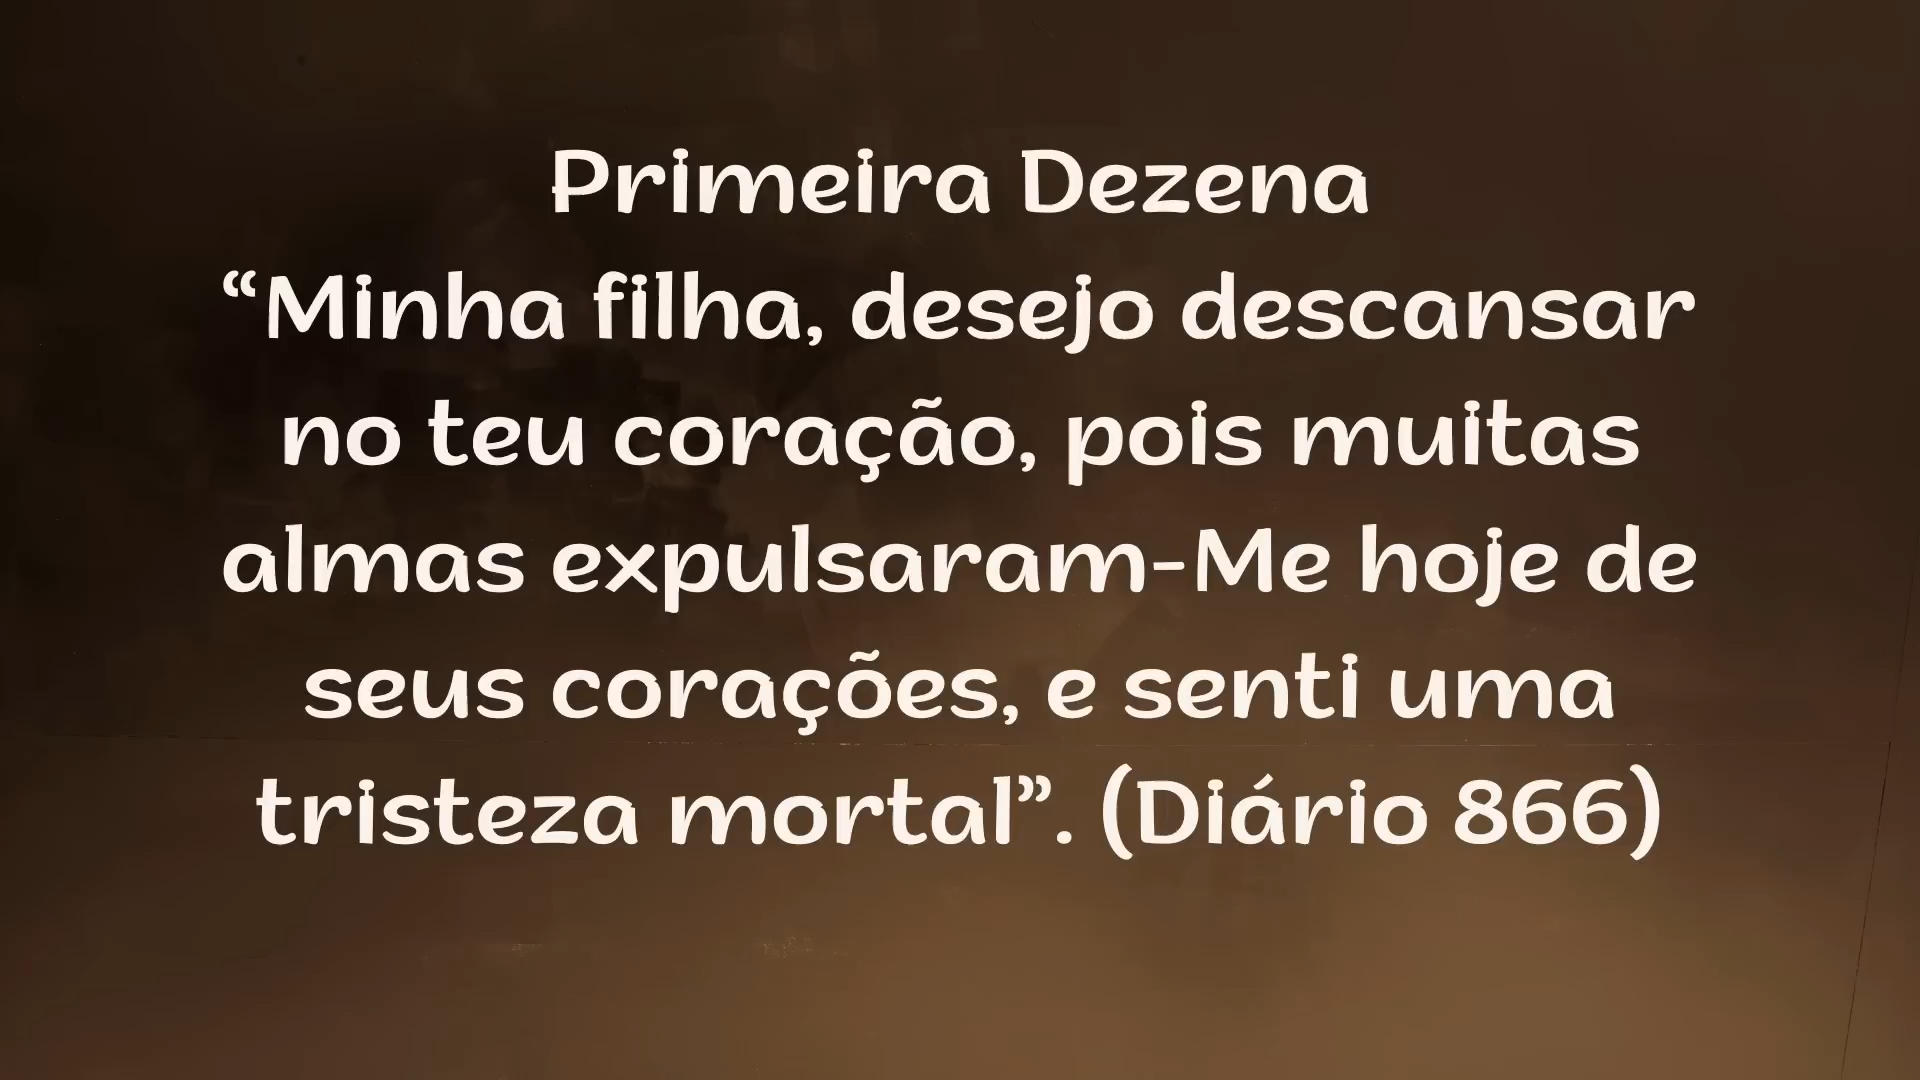 Primeira Dezena
“Minha filha, desejo descansar
no teu coração, pois muitas
almas expulsaram-Me hoje de
seus corações, e senti uma
tristeza mortal”. (Diário 866)